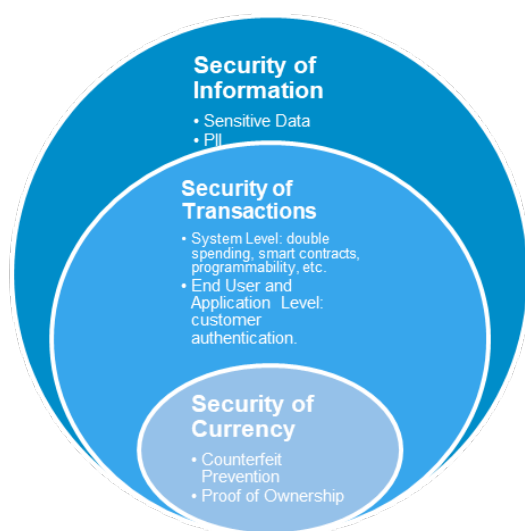 Security of
Information
• Sensitive Data
• PII
Security of
Transactions
• System Level: double
spending, smart contracts,
programmability, etc.
• End User and
Application Level:
customer
authentication.
Security of
Currency
• Counterfeit
Prevention
• Proof of Ownership